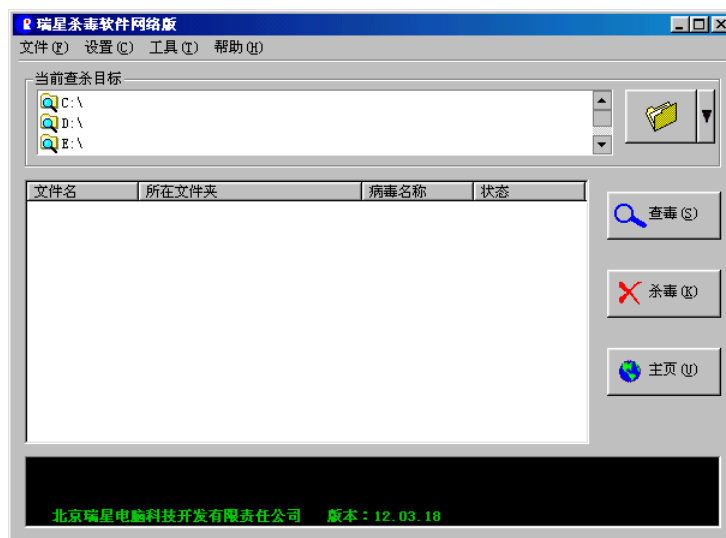 瑞星杀毒软件网络版
文件(F) 设置(C) 工具(T) 帮助(H)
当前查杀目标
C:\
D:\
E:\
文件名 所在文件夹 病毒名称 状态
查毒(S)
杀毒(K)
主页(U)
北京瑞星电脑科技开发有限责任公司 版本：12.03.18